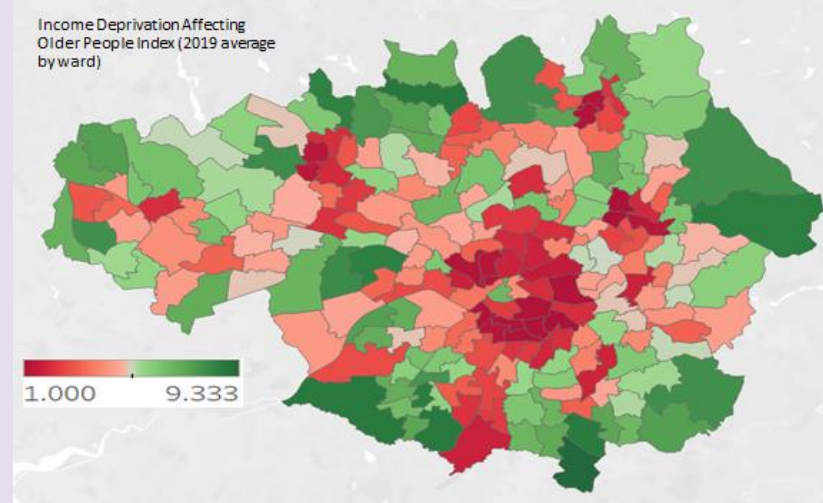 Income Deprivation Affecting
Older People Index (2019 average
by ward)
1.000 9.333